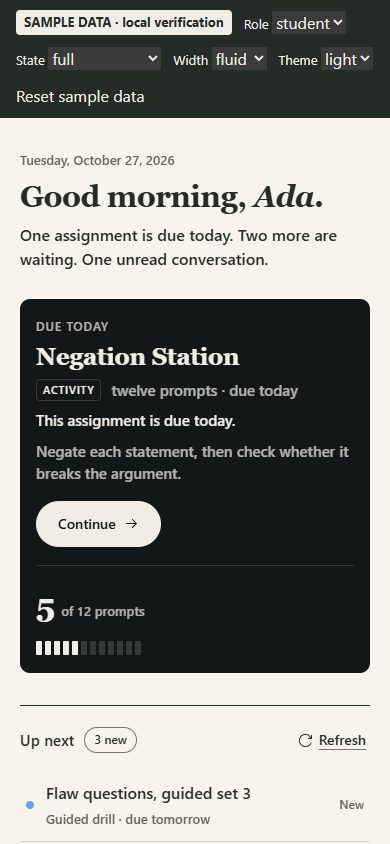 SAMPLE DATA · local verification Role student
State full Width fluid Theme light
Reset sample data
Tuesday, October 27, 2026
Good morning, Ada.
One assignment is due today. Two more are
waiting. One unread conversation.
DUE TODAY
Negation Station
ACTIVITY twelve prompts · due today
This assignment is due today.
Negate each statement, then check whether it
breaks the argument.
Continue →
5 of 12 prompts
Up next 3 new Refresh
Flaw questions, guided set 3
New
Guided drill · due tomorrow